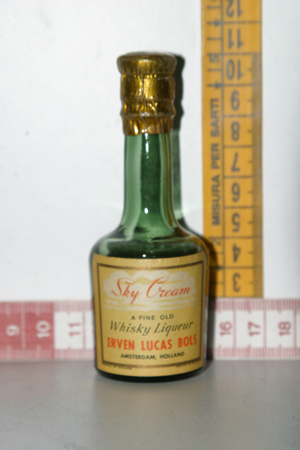 Sky Cream
A FINE OLD
Whisky Liqueur
ERVEN LUCAS BOLS
AMSTERDAM, HOLLAND
MISURA PER SARTI
12
11
10
9
8
7
6
5
4
3
2
9
10
11
16
17
18